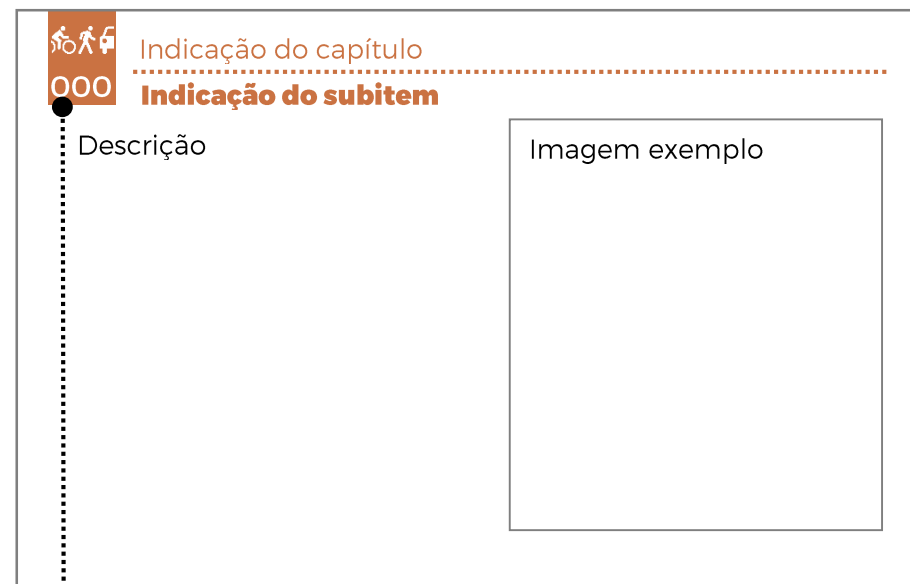 Indicação do capítulo
000
Indicação do subitem
Descrição
Imagem exemplo